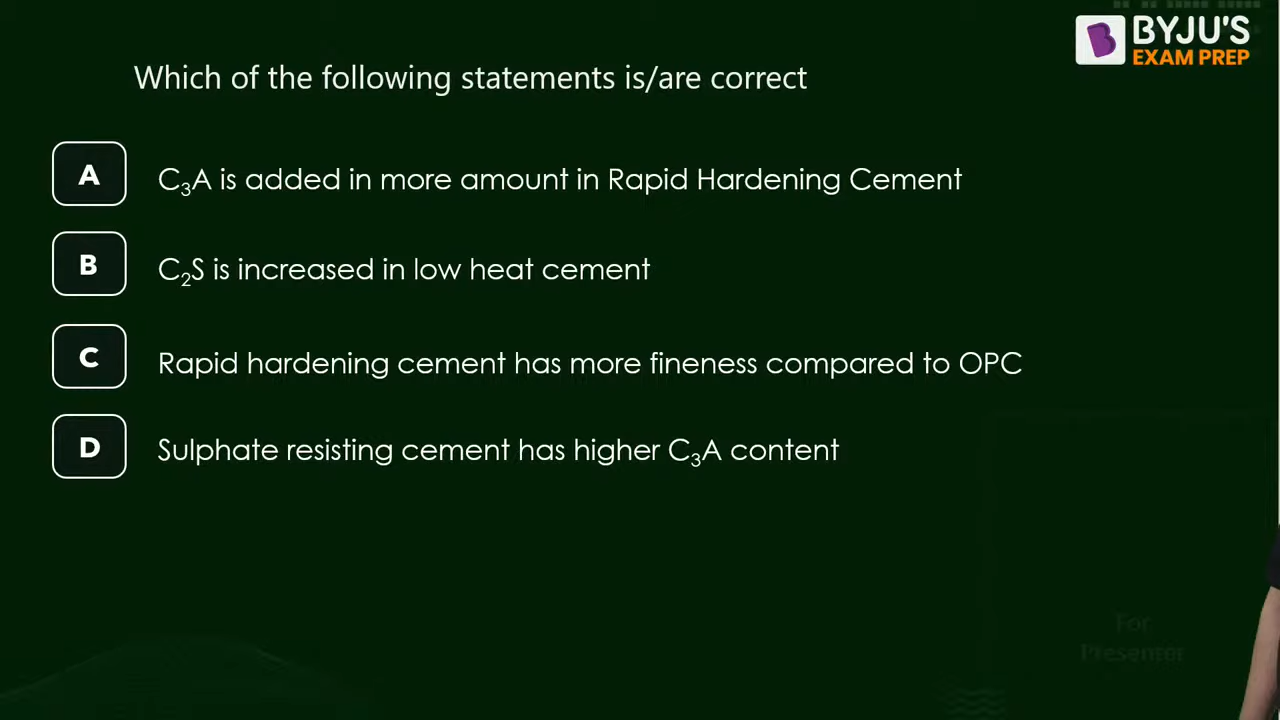 BYJU'S
EXAM PREP
Which of the following statements is/are correct
A C₃A is added in more amount in Rapid Hardening Cement
B C₂S is increased in low heat cement
C Rapid hardening cement has more fineness compared to OPC
D Sulphate resisting cement has higher C₃A content
For
Presenter